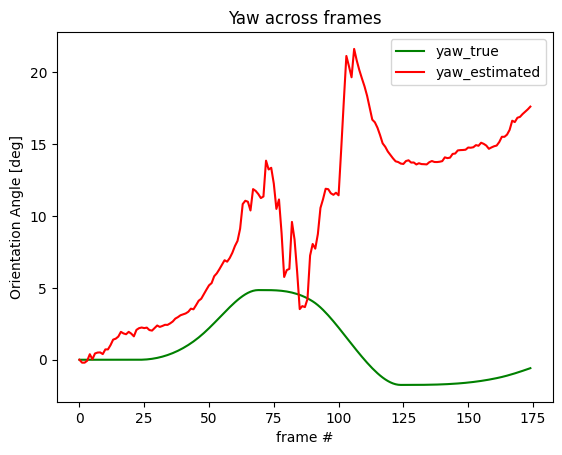 Yaw across frames
yaw_true
yaw_estimated
Orientation Angle [deg]
20
15
10
5
0
0 25 50 75 100 125 150 175
frame #